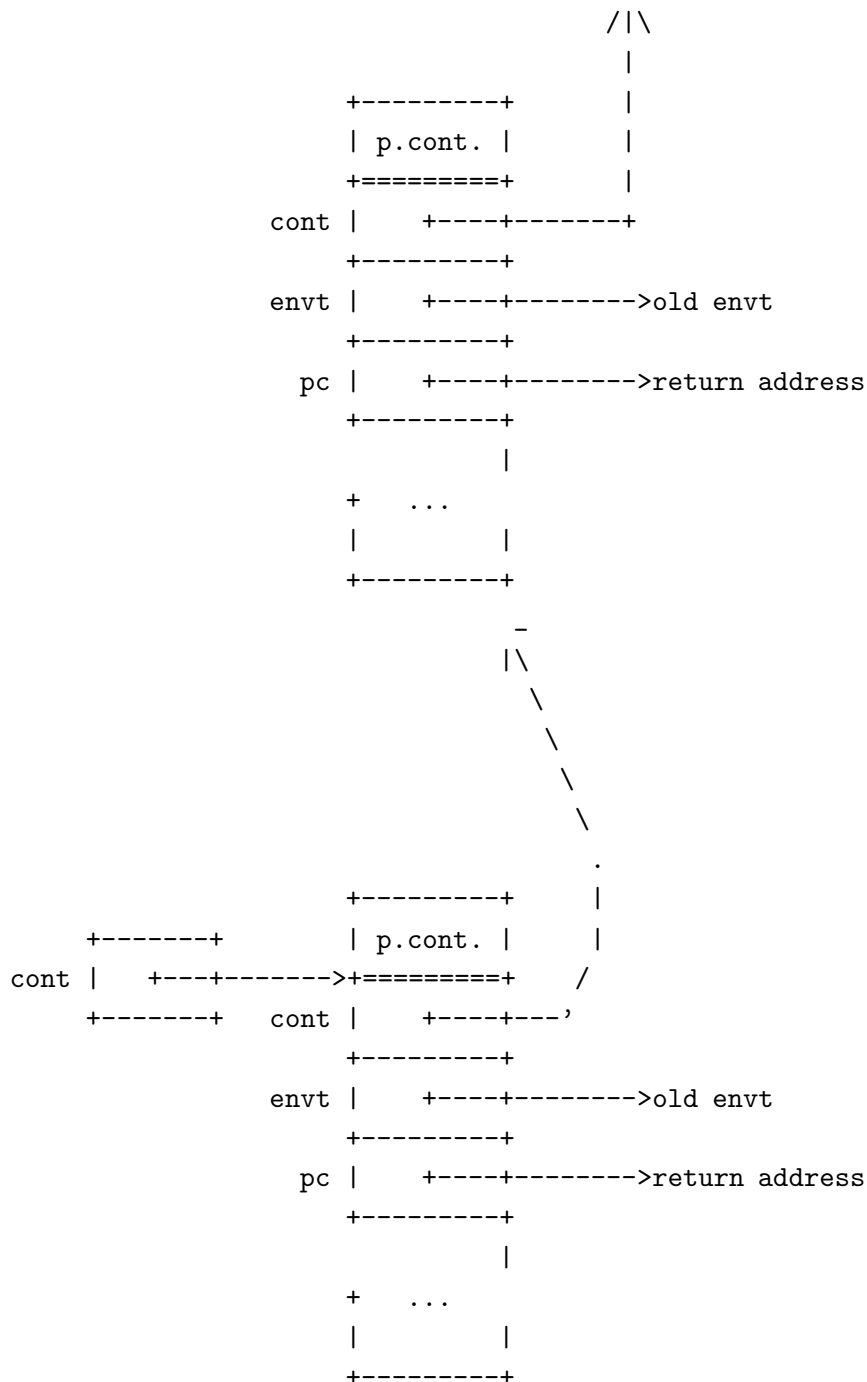 /|\
                                           |
                        +---------+        |
                        | p.cont. |        |
                        +=========+        |
                   cont |    +----+-------+
                        +---------+
                   envt |    +----+-------->old envt
                        +---------+
                     pc |    +----+-------->return address
                        +---------+
                                  |
                        +   ...
                        |         |
                        +---------+
                                   _
                                  |\
                                    \
                                     \
                                      \
                                       \
                                        .
                        +---------+     |
      +-------+         | p.cont. |     |
 cont |   +---+-------->+=========+    /
      +-------+    cont |    +----+---'
                        +---------+
                   envt |    +----+-------->old envt
                        +---------+
                     pc |    +----+-------->return address
                        +---------+
                                  |
                        +   ...
                        |         |
                        +---------+